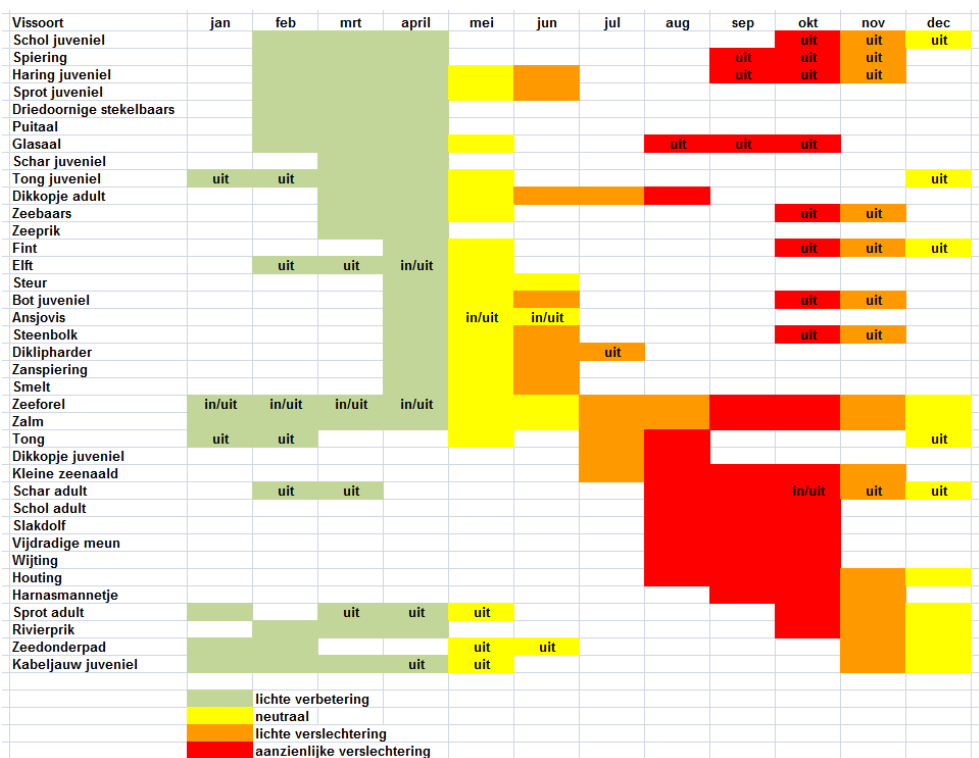 Vissoort jan feb mrt april mei jun jul aug sep okt nov dec
Schol juveniel uit uit uit
Spiering uit uit uit
Haring juveniel uit uit uit
Sprot juveniel
Driedoornige stekelbaars
Puitaal
Glasaal uit uit uit
Schar juveniel
Tong juveniel uit uit uit
Dikkopje adult
Zeebaars uit uit
Zeeprik
Fint uit uit uit
Elft uit uit in/uit
Steur
Bot juveniel uit uit
Ansjovis in/uit in/uit
Steenbolk uit uit
Diklipharder uit
Zanspiering
Smelt
Zeeforel in/uit in/uit in/uit in/uit
Zalm
Tong uit uit uit
Dikkopje juveniel
Kleine zeenaald
Schar adult uit uit in/uit uit uit
Schol adult
Slakdolf
Vijdradige meun
Wijting
Houting
Harnasmannetje
Sprot adult uit uit uit
Rivierprik
Zeedonderpad uit uit
Kabeljauw juveniel uit uit
lichte verbetering
neutraal
lichte verslechtering
aanzienlijke verslechtering